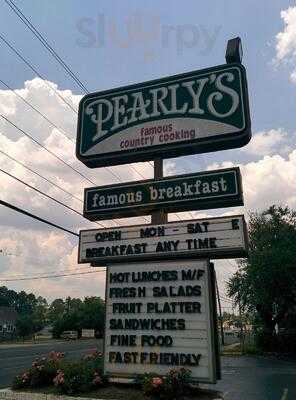 Slurrpy
PEARLY'S
famous
COUNTRY COOKING
famous breakfast
OPEN MON - SAT E
BREAKFAST ANY TIME
HOT LUNCHES M/F
FRESH SALADS
FRUIT PLATTER
SANDWICHES
FINE FOOD
FAST FRIENDLY